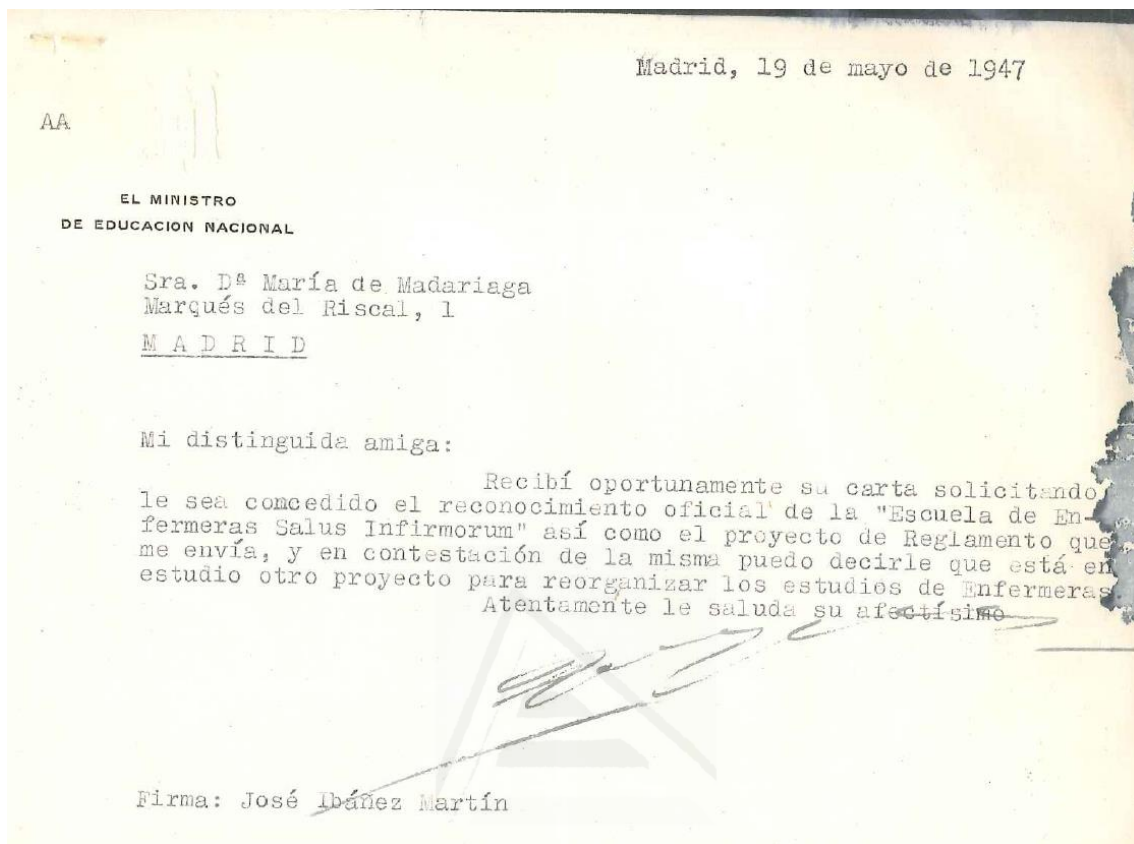 Madrid, 19 de mayo de 1947
AA
EL MINISTRO
DE EDUCACION NACIONAL
Sra. Dª María de Madariaga
Marqués del Riscal, 1
M A D R I D
Mi distinguida amiga:
Recibí oportunamente su carta solicitando
le sea comcedido el reconocimiento oficial de la "Escuela de En-
fermeras Salus Infirmorum" así como el proyecto de Reglamento que
me envía, y en contestación de la misma puedo decirle que está en
estudio otro proyecto para reorganizar los estudios de Enfermeras.
Atentamente le saluda su afectísimo
Firma: José Ibáñez Martín